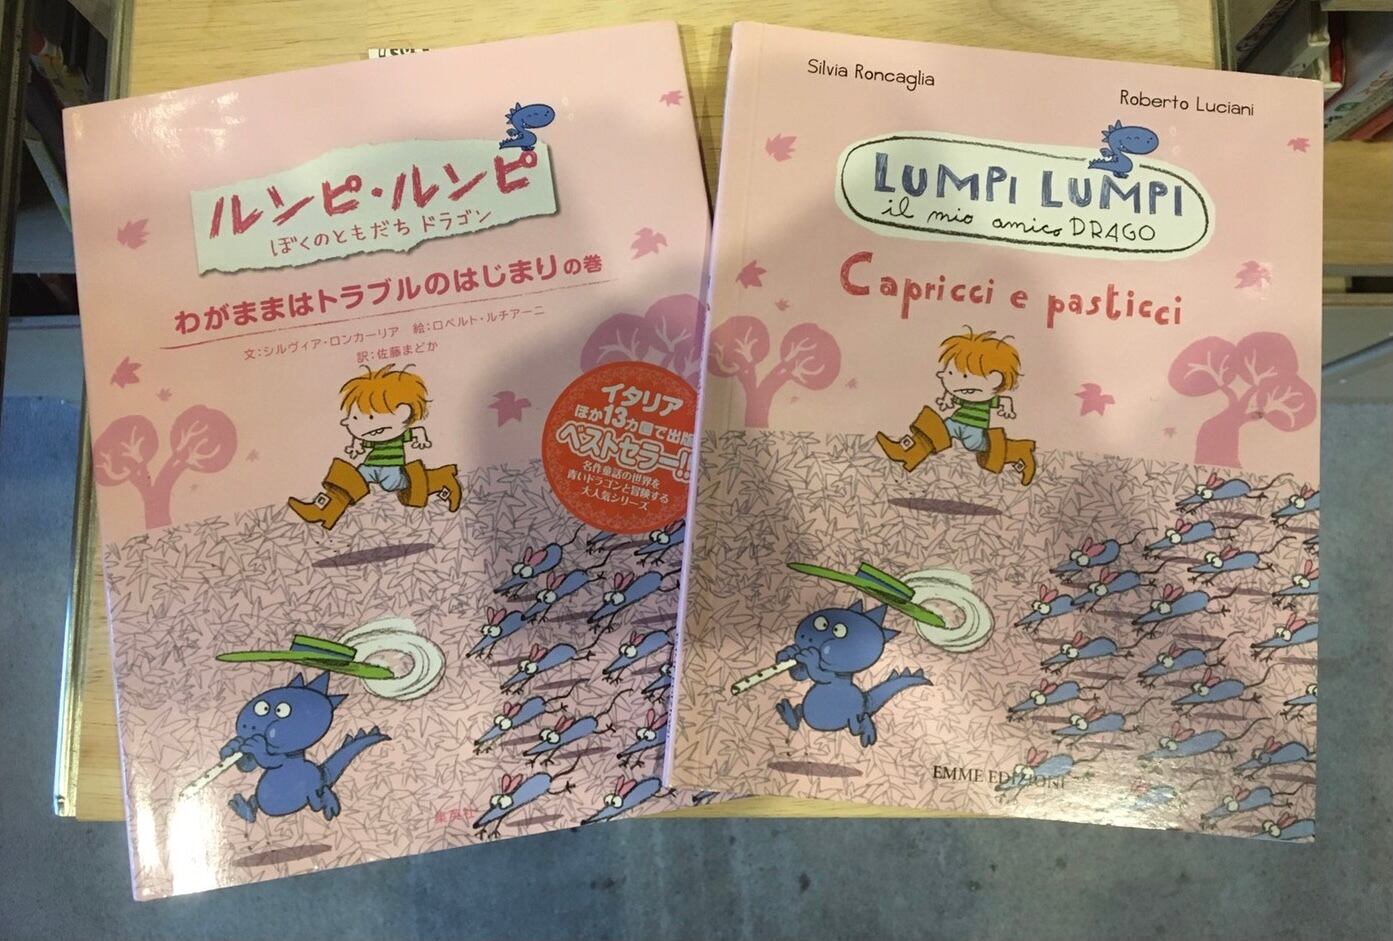 ルンピ・ルンピ
ぼくのともだち ドラゴン
わがままはトラブルのはじまりの巻
文:シルヴィア・ロンカーリア 絵:ロベルト・ルチアーニ
訳:佐藤まどか
イタリア
ほか13カ国で出版
ベストセラー!!
名作童話の世界を
青いドラゴンと冒険する
大人気シリーズ
集英社
Silvia Roncaglia
Roberto Luciani
LUMPI LUMPI
il mio amico DRAGO
Capricci e pasticci
EMME EDIZIONI